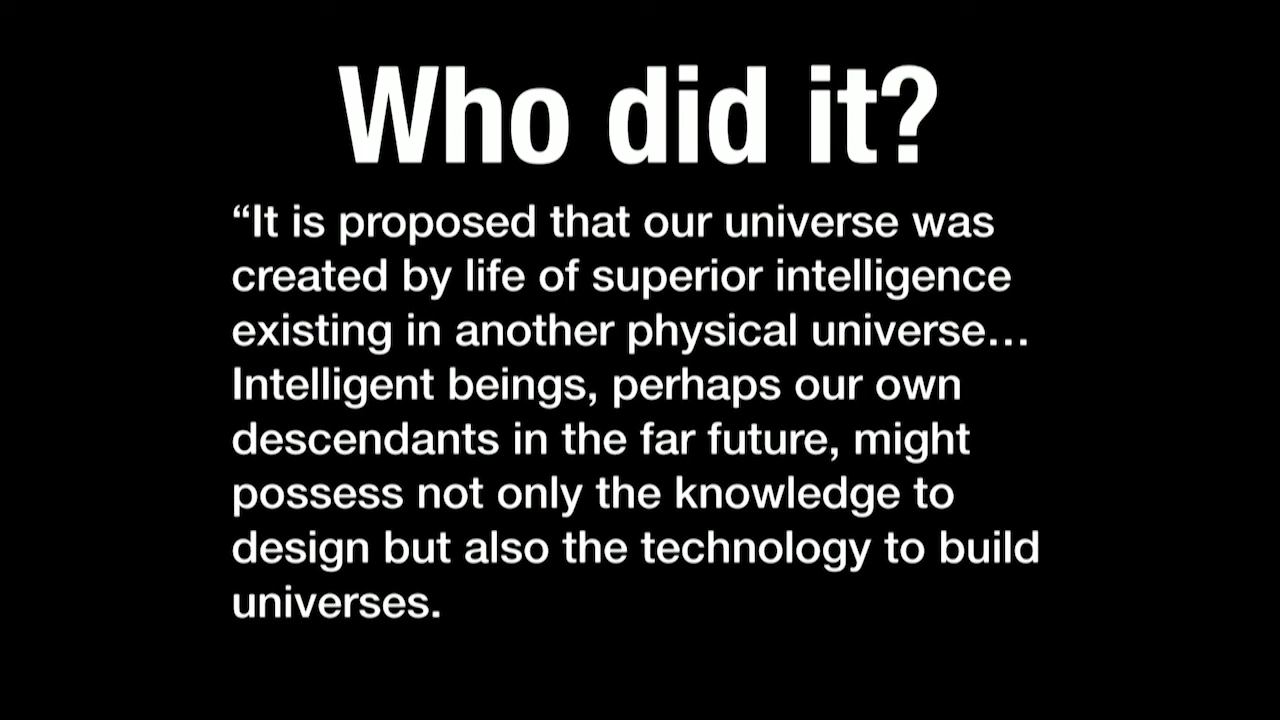 Who did it?
“It is proposed that our universe was
created by life of superior intelligence
existing in another physical universe…
Intelligent beings, perhaps our own
descendants in the far future, might
possess not only the knowledge to
design but also the technology to build
universes.